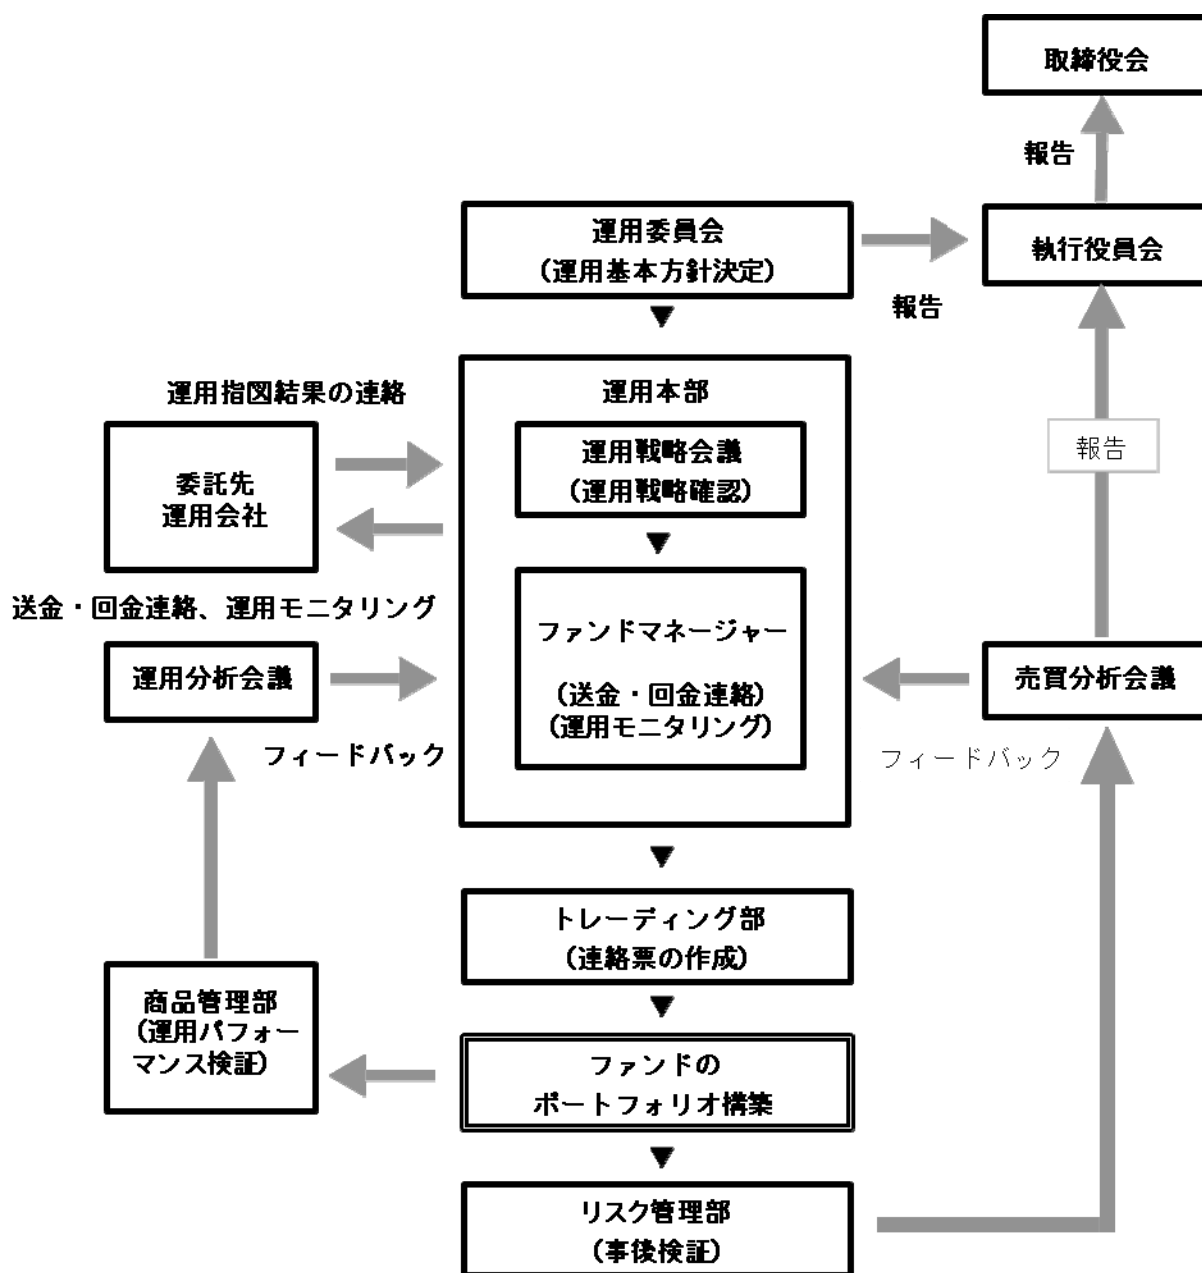 取締役会
報告
運用委員会
(運用基本方針決定)
執行役員会
報告
運用指図結果の連絡
運用本部
委託先
運用会社
運用戦略会議
(運用戦略確認)
報告
送金・回金連絡、運用モニタリング
ファンドマネージャー
(送金・回金連絡)
(運用モニタリング)
運用分析会議
売買分析会議
フィードバック
フィードバック
トレーディング部
(連絡票の作成)
商品管理部
(運用パフォー
マンス検証)
ファンドの
ポートフォリオ構築
リスク管理部
(事後検証)